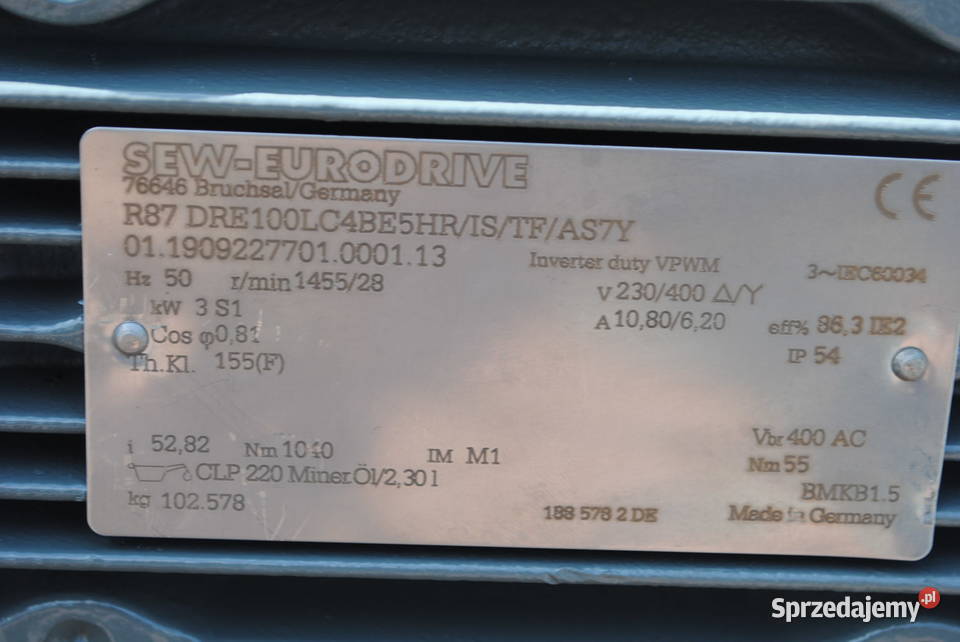 SEW-EURODRIVE
76646 Bruchsal/Germany
CE
R87 DRE100LC4BE5HR/IS/TF/AS7Y
01.1909227701.0001.13 Inverter duty VPWM 3~IEC60034
Hz 50 r/min 1455/28 V 230/400 △/Y
kW 3 S1 A 10,80/6,20 eff% 86,3 IE2
Cos φ 0,81 IP 54
Th.Kl. 155(F)
i 52,82 Nm 1040 IM M1 Vbr 400 AC
CLP 220 Miner.Öl/2,30 l Nm 55
kg 102.578 BMKB1.5
188 578 2 DE Made in Germany
Sprzedajemy.pl